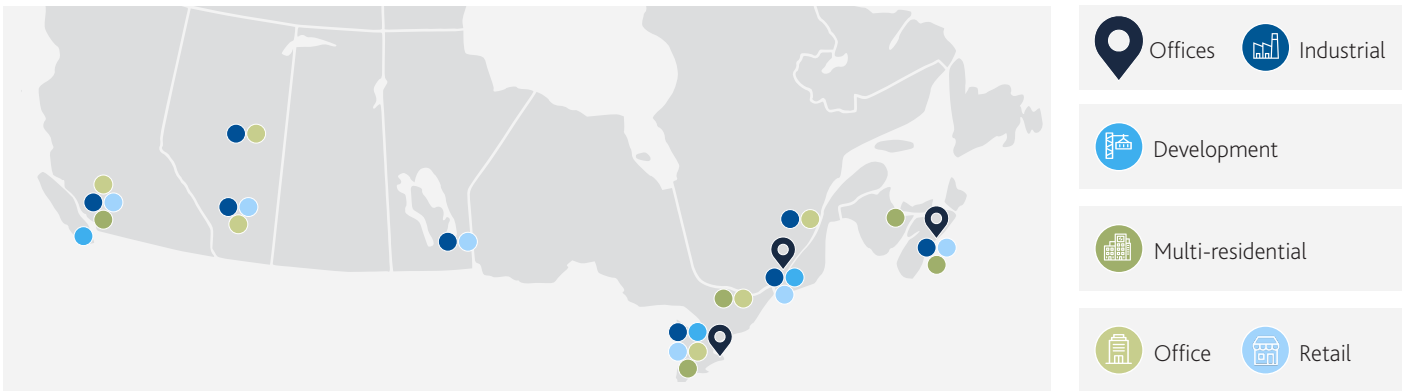 Offices
Industrial
Development
Multi-residential
Office
Retail